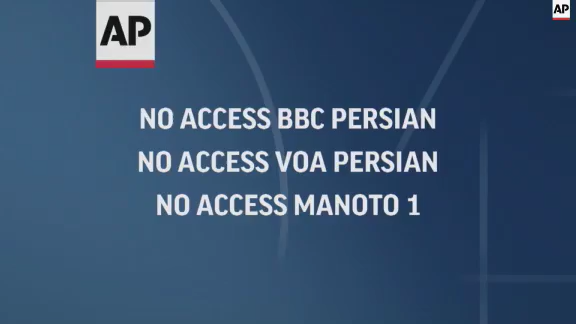 AP
AP
NO ACCESS BBC PERSIAN
NO ACCESS VOA PERSIAN
NO ACCESS MANOTO 1